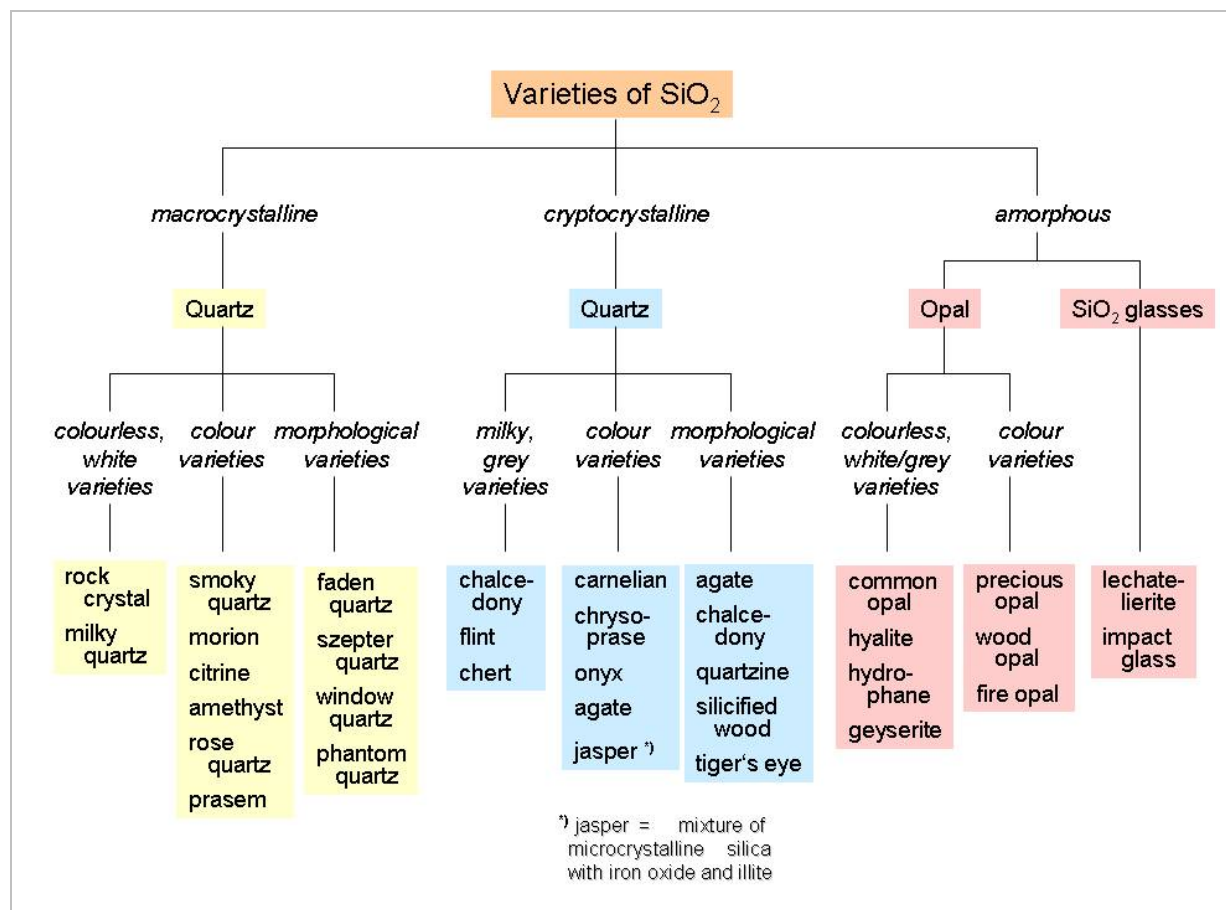 Varieties of SiO₂
macrocrystalline
cryptocrystalline
amorphous
Quartz
Quartz
Opal
SiO₂ glasses
colourless,
white
varieties
colour
varieties
morphological
varieties
milky,
grey
varieties
colour
varieties
morphological
varieties
colourless,
white/grey
varieties
colour
varieties
rock
crystal
milky
quartz
smoky
quartz
morion
citrine
amethyst
rose
quartz
prasem
faden
quartz
szepter
quartz
window
quartz
phantom
quartz
chalce-
dony
flint
chert
carnelian
chryso-
prase
onyx
agate
jasper *)
agate
chalce-
dony
quartzine
silicified
wood
tiger's eye
common
opal
hyalite
hydro-
phane
geyserite
precious
opal
wood
opal
fire opal
lechate-
lierite
impact
glass
*) jasper = mixture of
microcrystalline silica
with iron oxide and illite